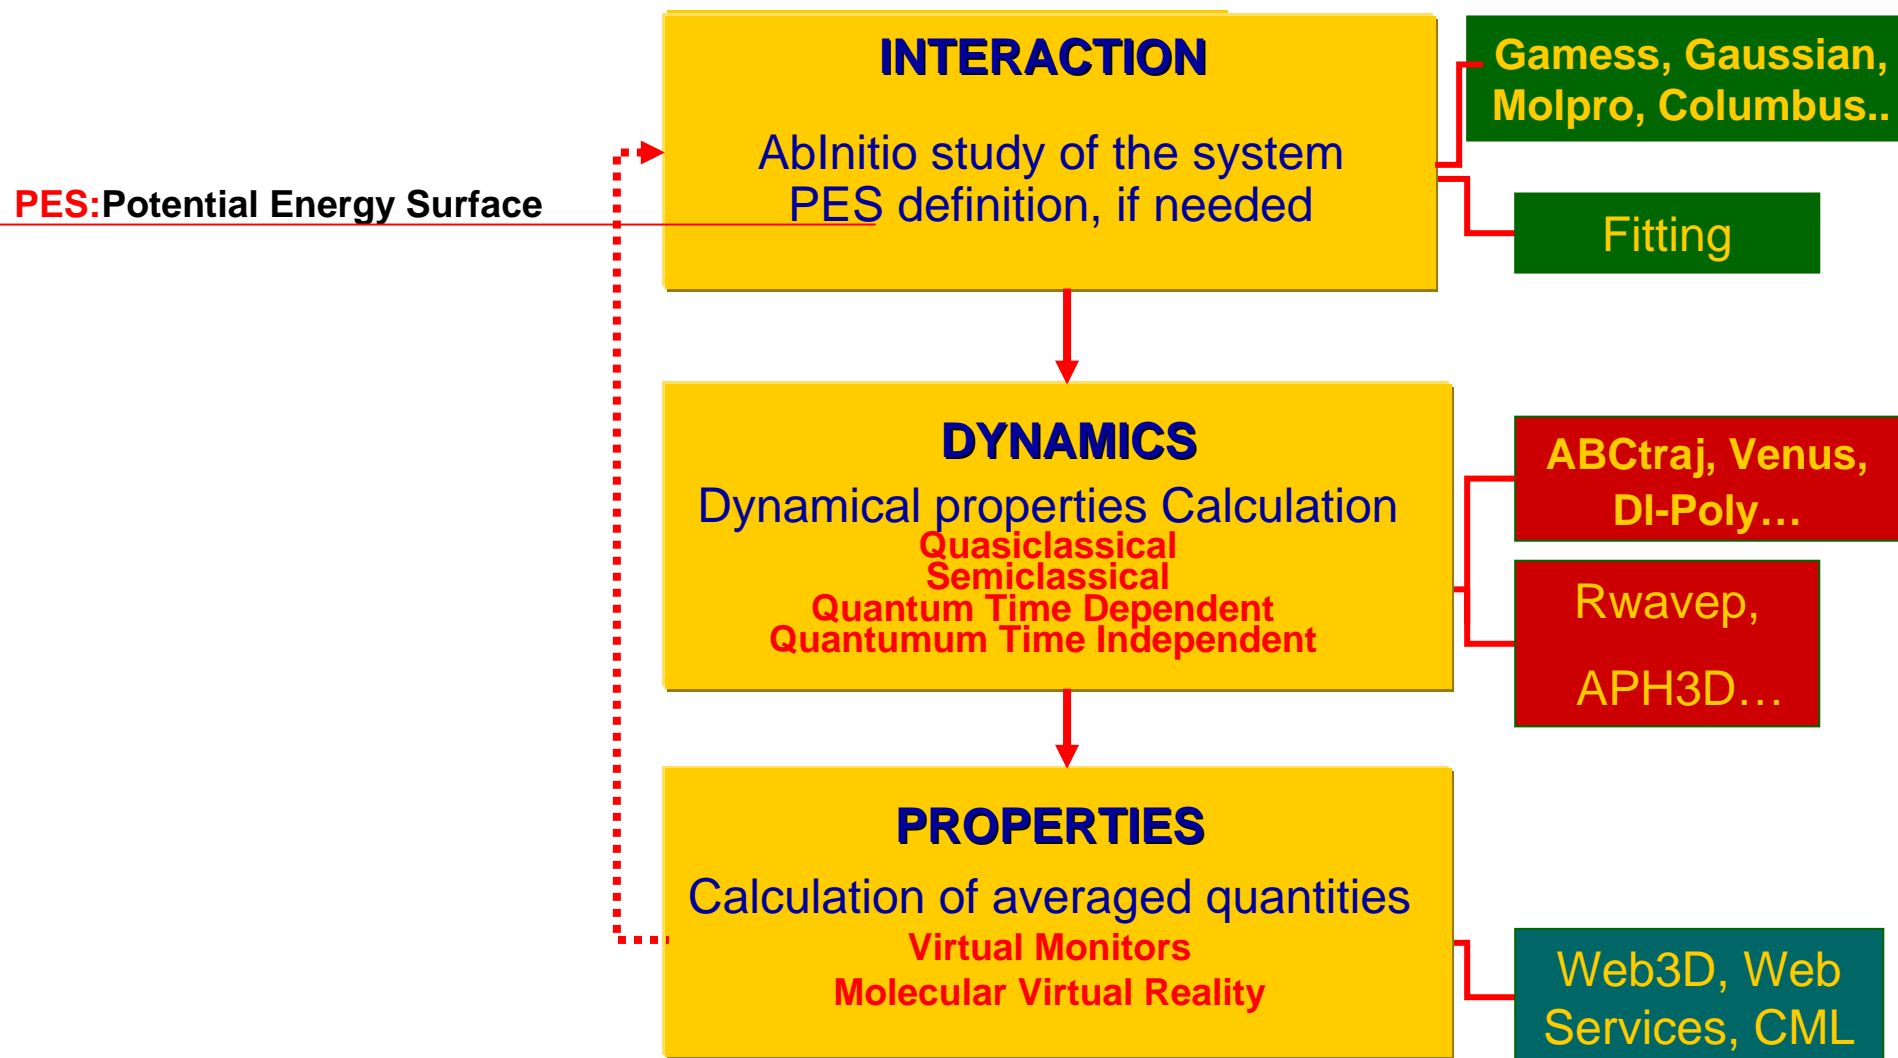 INTERACTION
AbInitio study of the system
PES definition, if needed
Gamess, Gaussian,
Molpro, Columbus..
Fitting
PES:Potential Energy Surface
DYNAMICS
Dynamical properties Calculation
Quasiclassical
Semiclassical
Quantum Time Dependent
Quantumum Time Independent
ABCtraj, Venus,
Dl-Poly…
Rwavep,
APH3D…
PROPERTIES
Calculation of averaged quantities
Virtual Monitors
Molecular Virtual Reality
Web3D, Web
Services, CML